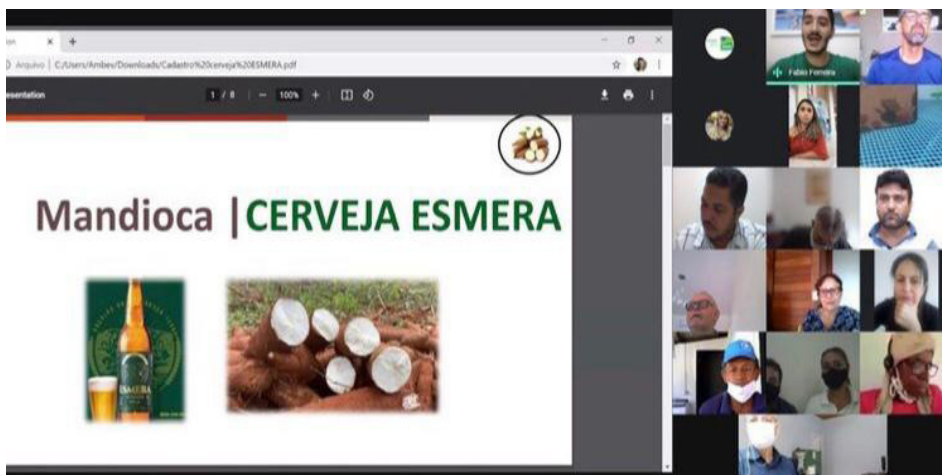 Arquivo | C:/Users/Ambev/Downloads/Cadastro%20cerveja%20ESMERA.pdf
esentation
1 / 8
100%
Mandioca | CERVEJA ESMERA
ESMERA
Fabio Ferreira